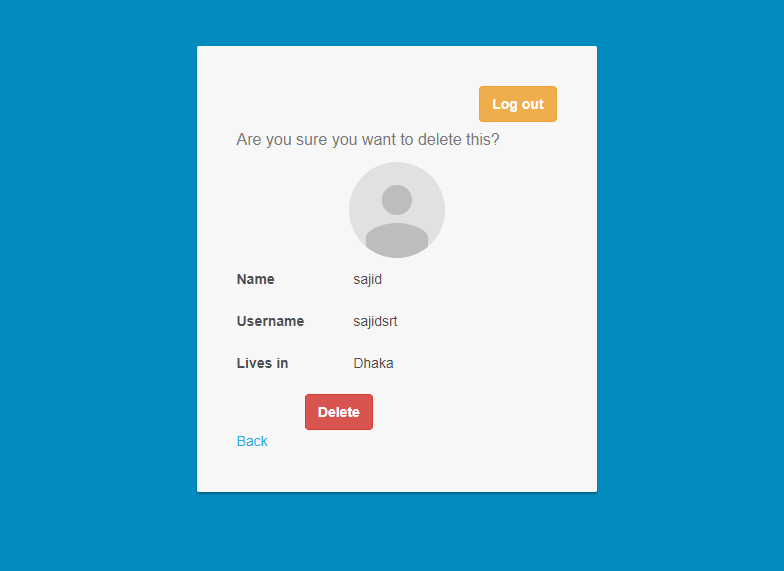 Log out
Are you sure you want to delete this?
Name sajid
Username sajidsrt
Lives in Dhaka
Delete
Back